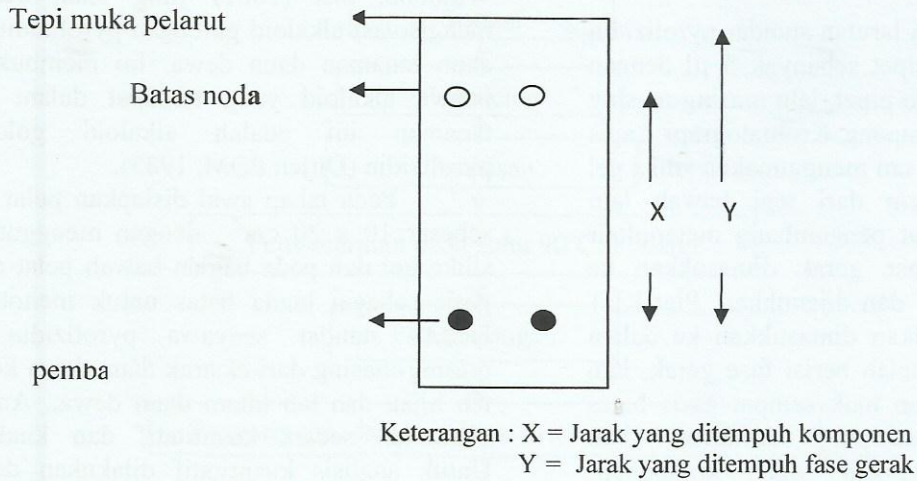 Tepi muka pelarut
Batas noda
X
Y
pemba
Keterangan : X = Jarak yang ditempuh komponen
Y = Jarak yang ditempuh fase gerak